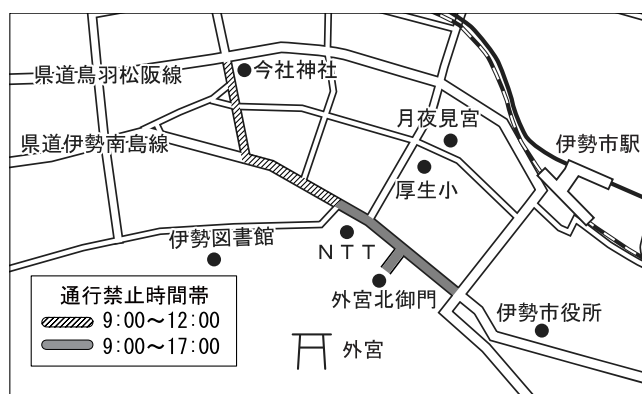 今社神社
県道鳥羽松阪線
月夜見宮
県道伊勢南島線
伊勢市駅
厚生小
伊勢図書館
NTT
外宮北御門
通行禁止時間帯
9:00～12:00
9:00～17:00
伊勢市役所
外宮